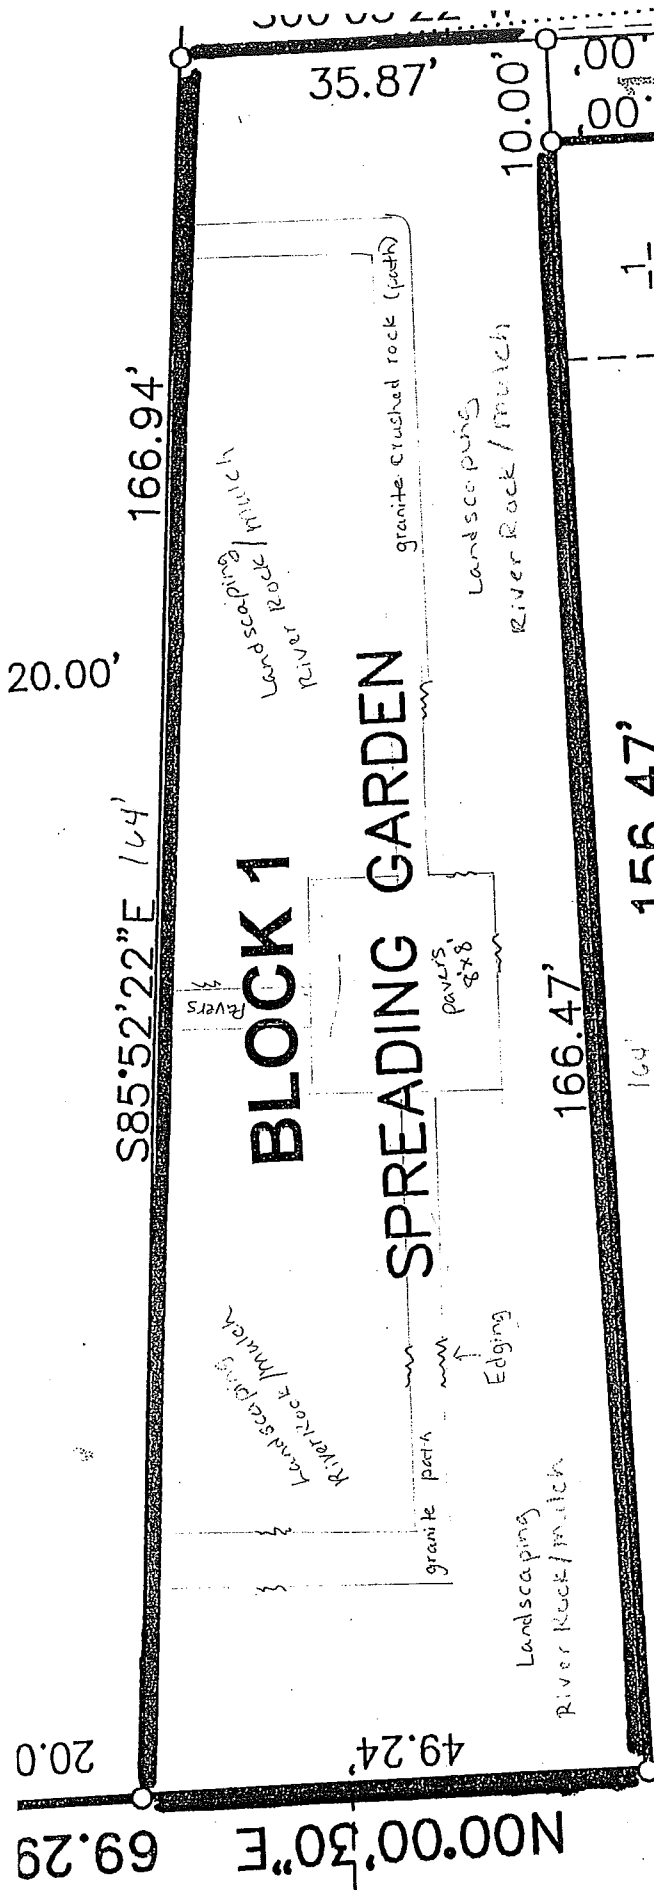 35.87'
10.00'
.00'
.00'
1
166.94'
granite crushed rock (path)
Landscaping
River Rock/mulch
Landscaping
River Rock/mulch
20.00'
S85°52'22"E
164'
BLOCK 1
SPREADING GARDEN
Pavers
pavers
8'x8'
156.47'
166.47'
164'
Landscaping
River Rock/mulch
granite path
Edging
Landscaping
River Rock/mulch
20.0
49.24'
69.29
N00°00'30"E